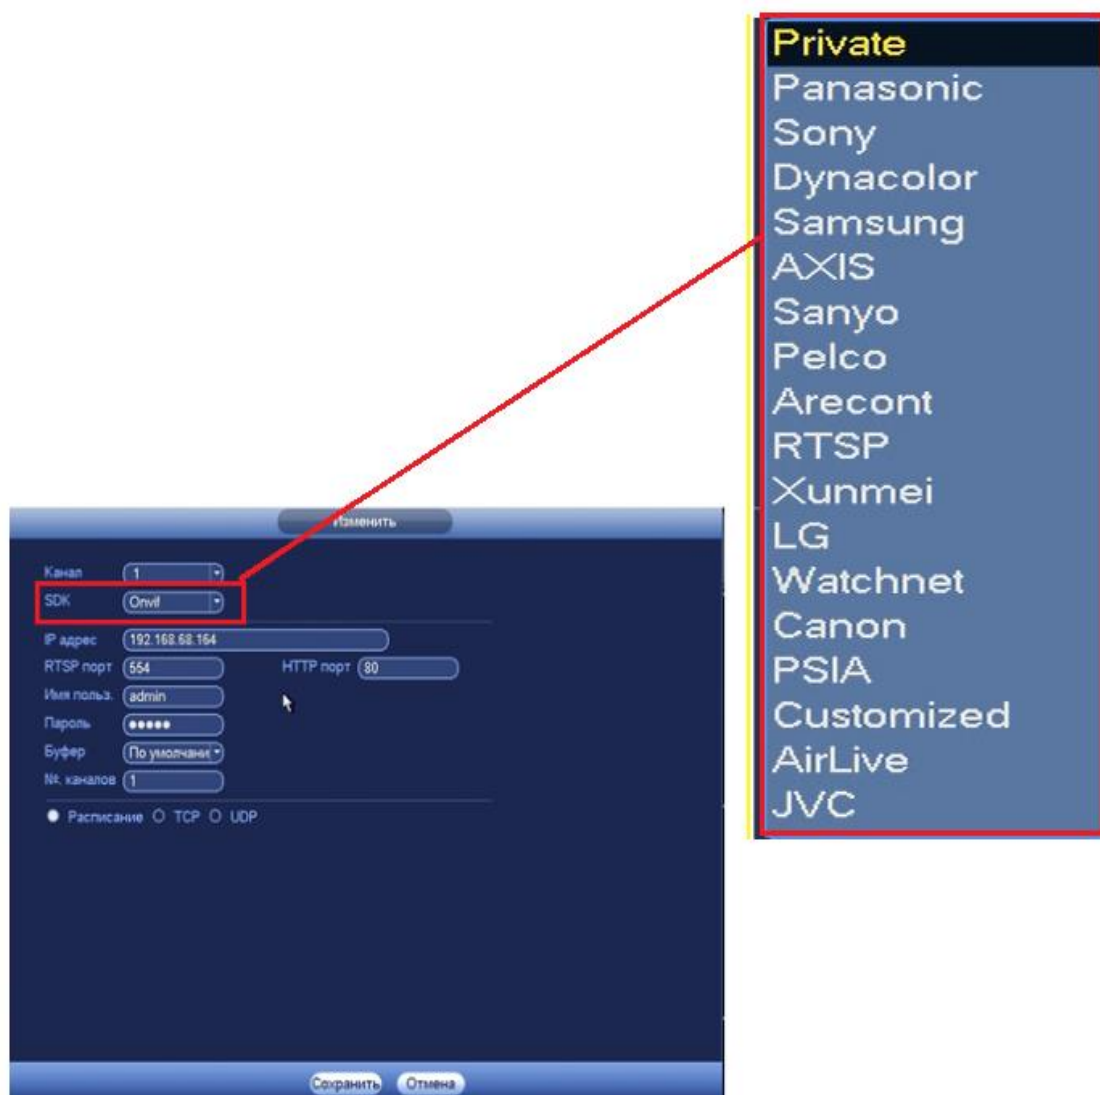 Private
Panasonic
Sony
Dynacolor
Samsung
AXIS
Sanyo
Pelco
Arecont
RTSP
Xunmei
LG
Watchnet
Canon
PSIA
Customized
AirLive
JVC
Изменить
Канал 1
SDK Onvif
IP адрес 192.168.68.164
RTSP порт 554 HTTP порт 80
Имя польз. admin
Пароль ●●●●●
Буфер По умолчани
№. каналов 1
Расписание TCP UDP
Сохранить Отмена